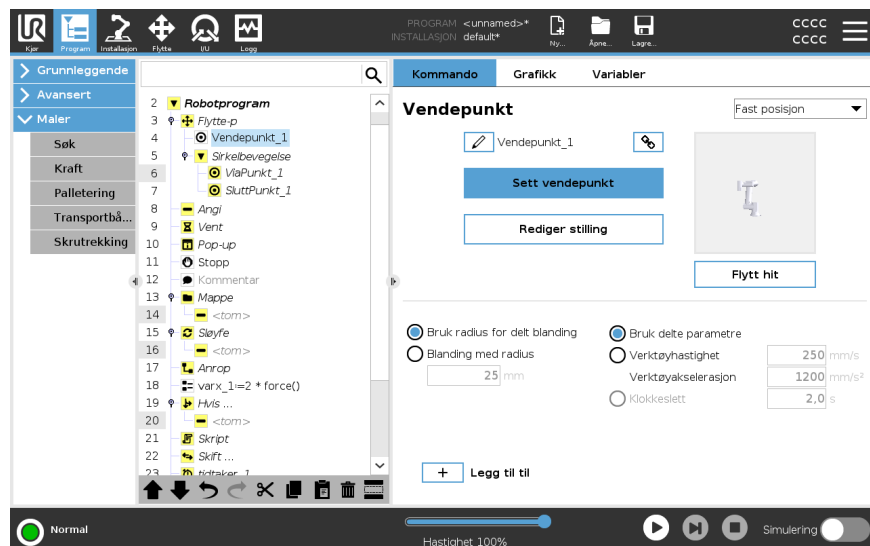 PROGRAM <unnamed>*
INSTALLASJON default*
CCCC
CCCC
Kjør
Program
Installasjon
Flytte
I/U
Logg
Ny...
Åpne...
Lagre...
Grunnleggende
Avansert
Maler
Søk
Kraft
Palletering
Transportbå...
Skrutrekking
2 Robotprogram
3 Flytte-p
4 Vendepunkt_1
5 Sirkelbevegelse
6 ViaPunkt_1
7 SluttPunkt_1
8 Angi
9 Vent
10 Pop-up
11 Stopp
12 Kommentar
13 Mappe
14 <tom>
15 Sløyfe
16 <tom>
17 Anrop
18 varx_1≔2 * force()
19 Hvis ...
20 <tom>
21 Skript
22 Skift ...
23 tidtaker_1
Kommando
Grafikk
Variabler
Vendepunkt
Fast posisjon
Vendepunkt_1
Sett vendepunkt
Rediger stilling
Flytt hit
Bruk radius for delt blanding
Blanding med radius
25 mm
Bruk delte parametre
Verktøyhastighet 250 mm/s
Verktøyakselerasjon 1200 mm/s²
Klokkeslett 2,0 s
+ Legg til til
Normal
Hastighet 100%
Simulering